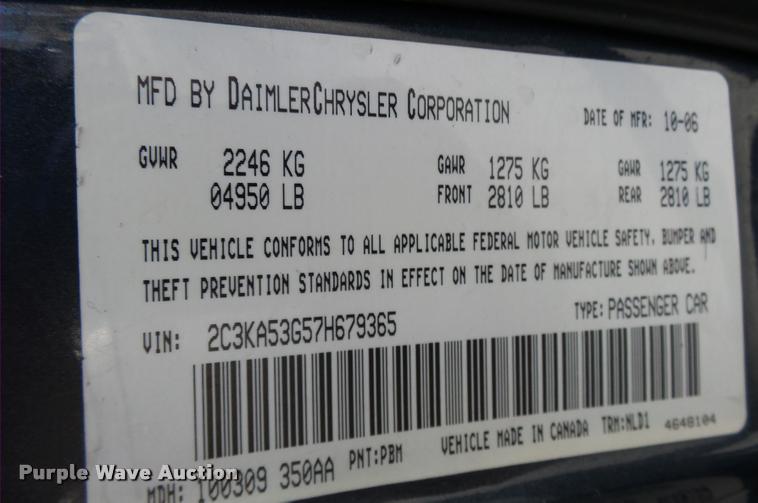 MFD BY DAIMLERCHRYSLER CORPORATION DATE OF MFR: 10-06
GVWR 2246 KG GAWR 1275 KG GAWR 1275 KG
04950 LB FRONT 2810 LB REAR 2810 LB
THIS VEHICLE CONFORMS TO ALL APPLICABLE FEDERAL MOTOR VEHICLE SAFETY, BUMPER AND
THEFT PREVENTION STANDARDS IN EFFECT ON THE DATE OF MANUFACTURE SHOWN ABOVE.
VIN: 2C3KA53G57H679365 TYPE: PASSENGER CAR
MDH: 100309 350AA PNT:PBM VEHICLE MADE IN CANADA TRM:NLD1 4648104
Purple Wave Auction